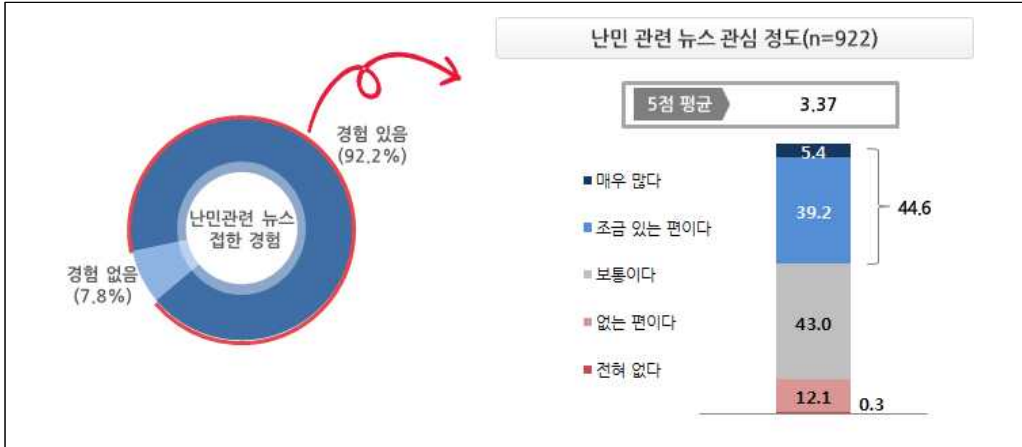 난민 관련 뉴스 관심 정도(n=922)
5점 평균 3.37
경험 있음
(92.2%)
난민관련 뉴스
접한 경험
경험 없음
(7.8%)
매우 많다
조금 있는 편이다
보통이다
없는 편이다
전혀 없다
5.4
39.2
44.6
43.0
12.1
0.3